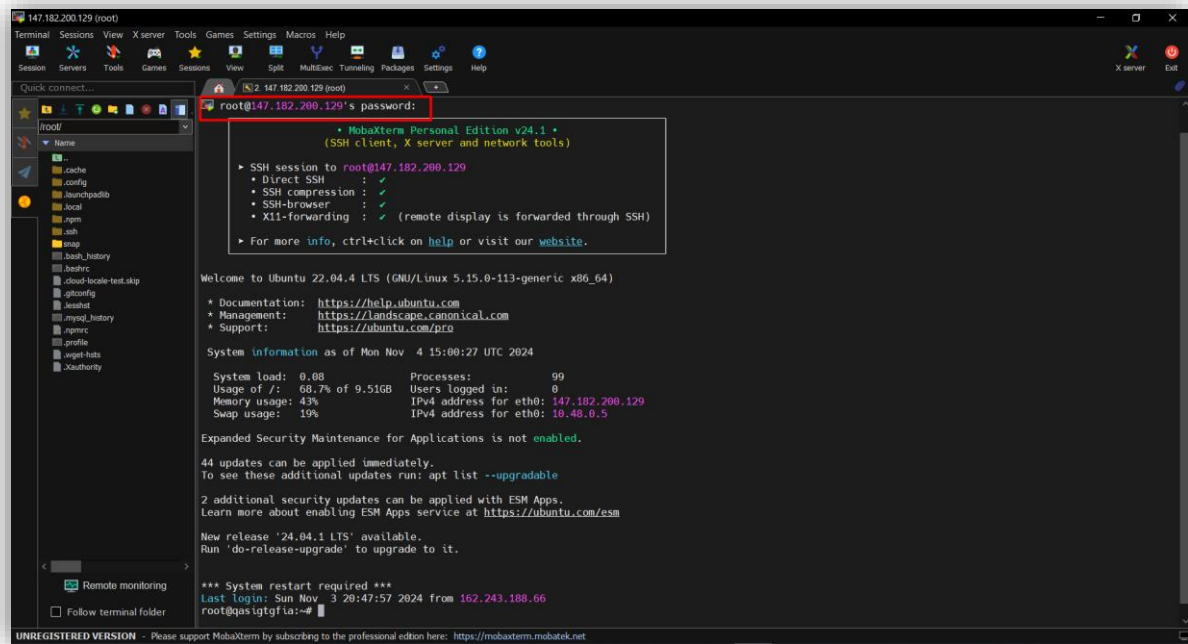 147.182.200.129 (root)
Terminal Sessions View X server Tools Games Settings Macros Help
Session Servers Tools Games Sessions View Split MultiExec Tunneling Packages Settings Help X server Exit
Quick connect...
2. 147.182.200.129 (root)
/root/
Name
..
.cache
.config
.launchpadlib
.local
.npm
.ssh
snap
.bash_history
.bashrc
.cloud-locale-test.skip
.gitconfig
.lesshst
.mysql_history
.npmrc
.profile
.wget-hsts
.Xauthority
Remote monitoring
Follow terminal folder
root@147.182.200.129's password:
• MobaXterm Personal Edition v24.1 •
(SSH client, X server and network tools)
➤ SSH session to root@147.182.200.129
• Direct SSH : ✔
• SSH compression : ✔
• SSH-browser : ✔
• X11-forwarding : ✔ (remote display is forwarded through SSH)
➤ For more info, ctrl+click on help or visit our website.
Welcome to Ubuntu 22.04.4 LTS (GNU/Linux 5.15.0-113-generic x86_64)
* Documentation: https://help.ubuntu.com
* Management: https://landscape.canonical.com
* Support: https://ubuntu.com/pro
System information as of Mon Nov 4 15:00:27 UTC 2024
System load: 0.08 Processes: 99
Usage of /: 68.7% of 9.51GB Users logged in: 0
Memory usage: 43% IPv4 address for eth0: 147.182.200.129
Swap usage: 19% IPv4 address for eth0: 10.48.0.5
Expanded Security Maintenance for Applications is not enabled.
44 updates can be applied immediately.
To see these additional updates run: apt list --upgradable
2 additional security updates can be applied with ESM Apps.
Learn more about enabling ESM Apps service at https://ubuntu.com/esm
New release '24.04.1 LTS' available.
Run 'do-release-upgrade' to upgrade to it.
*** System restart required ***
Last login: Sun Nov 3 20:47:57 2024 from 162.243.188.66
root@qasigtgfia:~#
UNREGISTERED VERSION - Please support MobaXterm by subscribing to the professional edition here: https://mobaxterm.mobatek.net